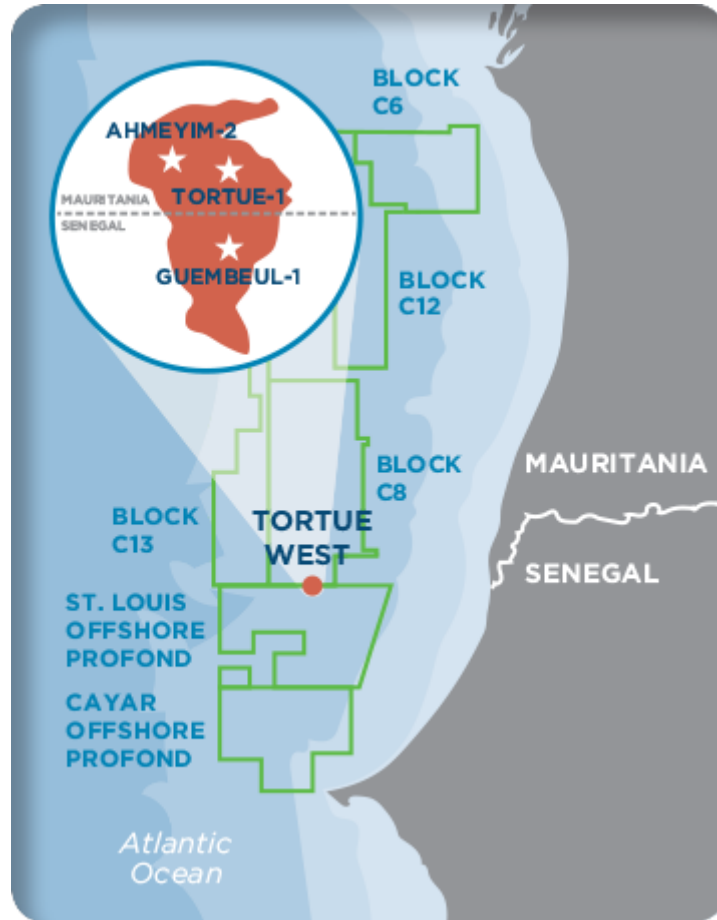 BLOCK
C6
AHMEYIM-2
MAURITANIA
TORTUE-1
SENEGAL
GUEMBEUL-1
BLOCK
C12
MAURITANIA
BLOCK
C8
BLOCK
C13
TORTUE
WEST
SENEGAL
ST. LOUIS
OFFSHORE
PROFOND
CAYAR
OFFSHORE
PROFOND
Atlantic
Ocean